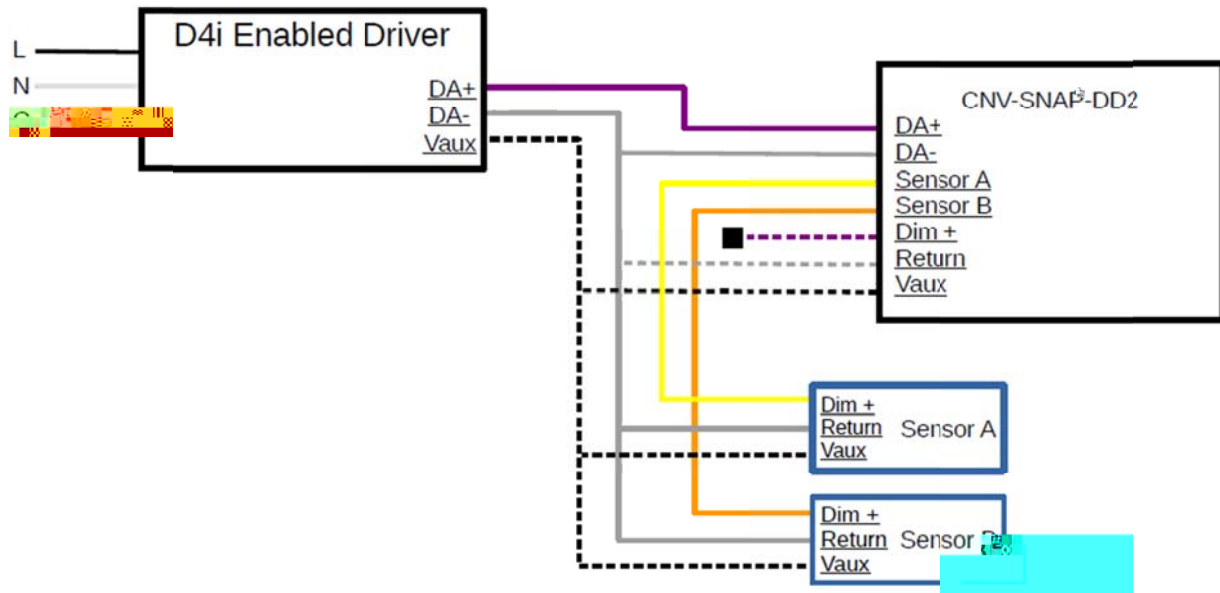 D4i Enabled Driver
L
N
DA+
DA-
Vaux
CNV-SNAP-DD2
DA+
DA-
Sensor A
Sensor B
Dim +
Return
Vaux
Dim +
Return
Sensor A
Vaux
Dim +
Return
Sensor
Vaux